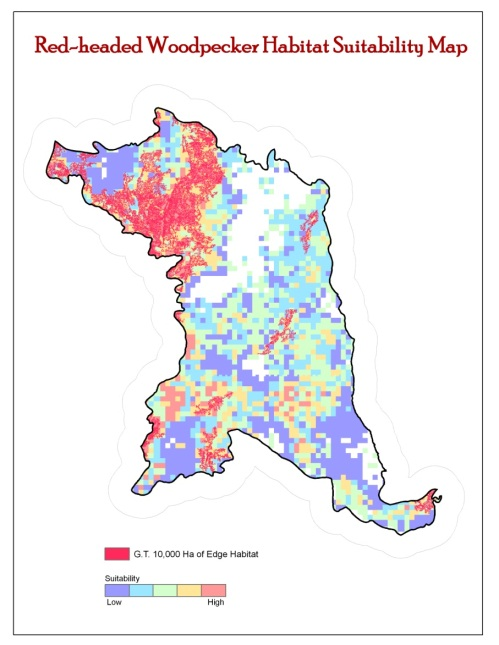 Red-headed Woodpecker Habitat Suitability Map
G.T. 10,000 Ha of Edge Habitat
Suitability
Low High